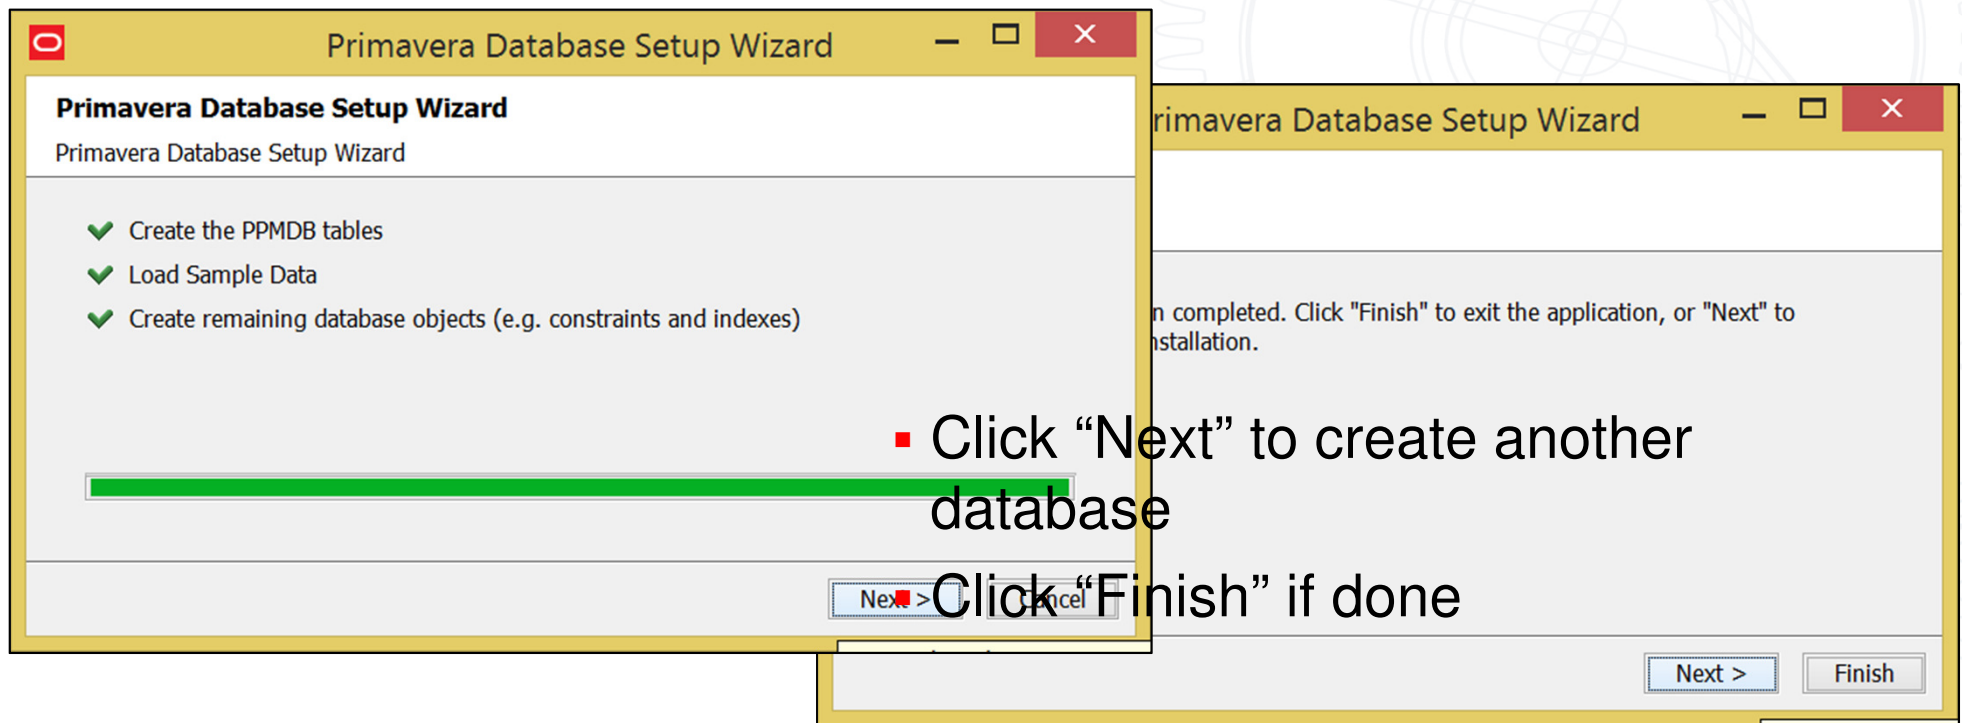 Primavera Database Setup Wizard
Primavera Database Setup Wizard
Primavera Database Setup Wizard
Create the PPMDB tables
Load Sample Data
Create remaining database objects (e.g. constraints and indexes)
Next >
Cancel
rimavera Database Setup Wizard
n completed. Click "Finish" to exit the application, or "Next" to
nstallation.
Click “Next” to create another
database
Click “Finish” if done
Next >
Finish